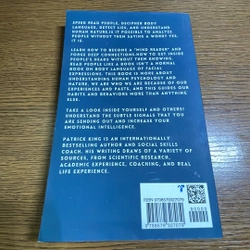 SPEED READ PEOPLE, DECIPHER BODY
LANGUAGE, DETECT LIES, AND UNDERSTAND
HUMAN NATURE. IS IT POSSIBLE TO ANALYZE
PEOPLE WITHOUT THEM SAYING A WORD? YES,
IT IS.
LEARN HOW TO BECOME A "MIND READER" AND
FORGE DEEP CONNECTIONS. HOW TO GET INSIDE
PEOPLE'S HEADS WITHOUT THEM KNOWING.
READ PEOPLE LIKE A BOOK ISN'T A NORMAL
BOOK ON BODY LANGUAGE OF FACIAL
EXPRESSIONS. THIS BOOK IS MORE ABOUT
UNDERSTANDING HUMAN PSYCHOLOGY AND
NATURE. WE ARE WHO WE ARE BECAUSE OF OUR
EXPERIENCES AND PASTS, AND THIS GUIDES OUR
HABITS AND BEHAVIORS MORE THAN ANYTHING
ELSE.
TAKE A LOOK INSIDE YOURSELF AND OTHERS!
UNDERSTAND THE SUBTLE SIGNALS THAT YOU
ARE SENDING OUT AND INCREASE YOUR
EMOTIONAL INTELLIGENCE.
PATRICK KING IS AN INTERNATIONALLY
BESTSELLING AUTHOR AND SOCIAL SKILLS
COACH. HIS WRITING DRAWS OF A VARIETY OF
SOURCES, FROM SCIENTIFIC RESEARCH,
ACADEMIC EXPERIENCE, COACHING, AND REAL
LIFE EXPERIENCE.